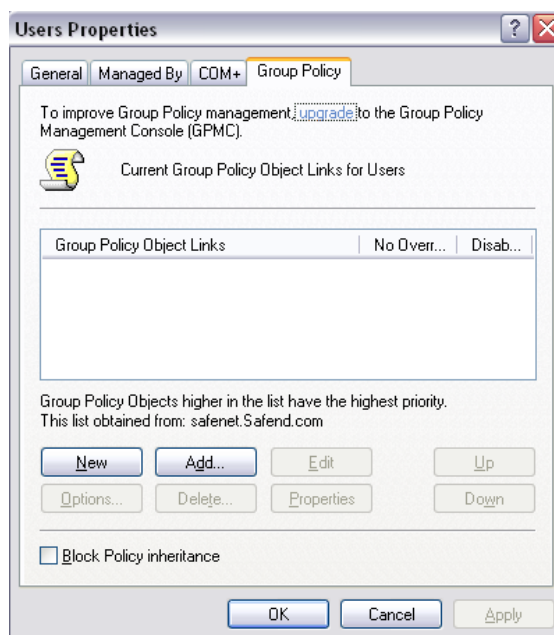 Users Properties
General Managed By COM+ Group Policy
To improve Group Policy management, upgrade to the Group Policy
Management Console (GPMC).
Current Group Policy Object Links for Users
Group Policy Object Links No Overr... Disab...
Group Policy Objects higher in the list have the highest priority.
This list obtained from: safenet.Safend.com
New Add... Edit Up
Options... Delete... Properties Down
Block Policy inheritance
OK Cancel Apply